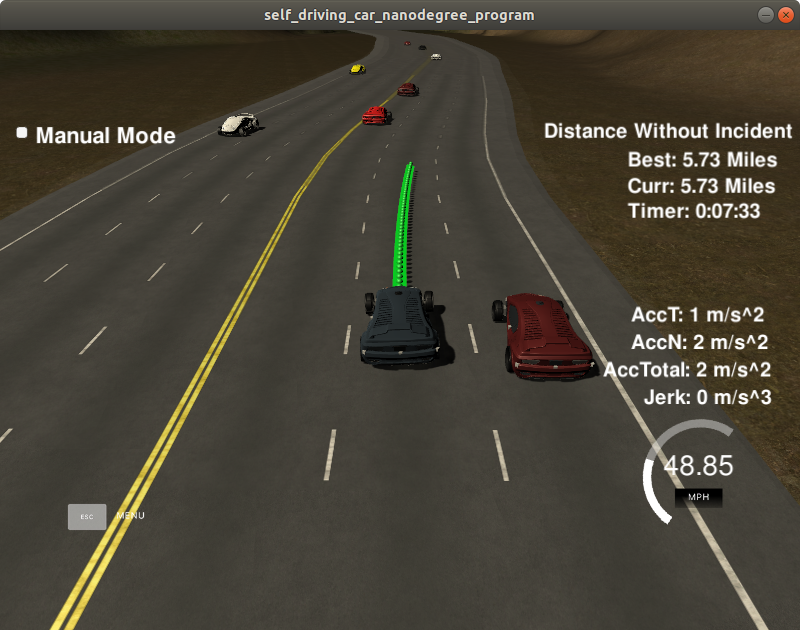 self_driving_car_nanodegree_program
Manual Mode
Distance Without Incident
Best: 5.73 Miles
Curr: 5.73 Miles
Timer: 0:07:33
AccT: 1 m/s^2
AccN: 2 m/s^2
AccTotal: 2 m/s^2
Jerk: 0 m/s^3
48.85
MPH
ESC MENU